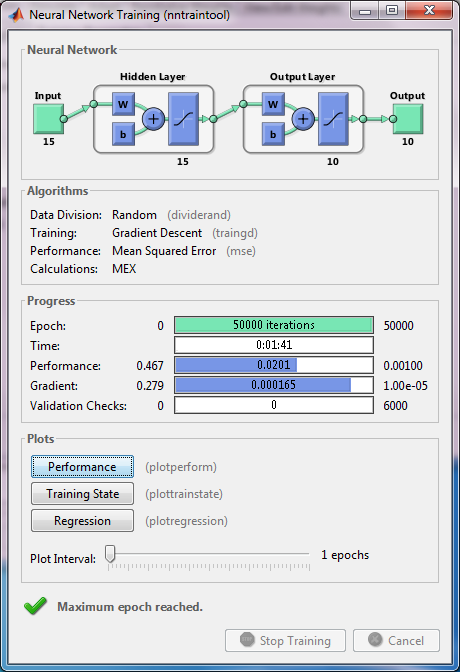 Neural Network Training (nntraintool)
Neural Network
Hidden Layer Output Layer
Input Output
W W
b b
+ +
15 15 10 10
Algorithms
Data Division: Random (dividerand)
Training: Gradient Descent (traingd)
Performance: Mean Squared Error (mse)
Calculations: MEX
Progress
Epoch: 0 50000 iterations 50000
Time: 0:01:41
Performance: 0.467 0.0201 0.00100
Gradient: 0.279 0.000165 1.00e-05
Validation Checks: 0 0 6000
Plots
Performance (plotperform)
Training State (plottrainstate)
Regression (plotregression)
Plot Interval: 1 epochs
Maximum epoch reached.
Stop Training Cancel